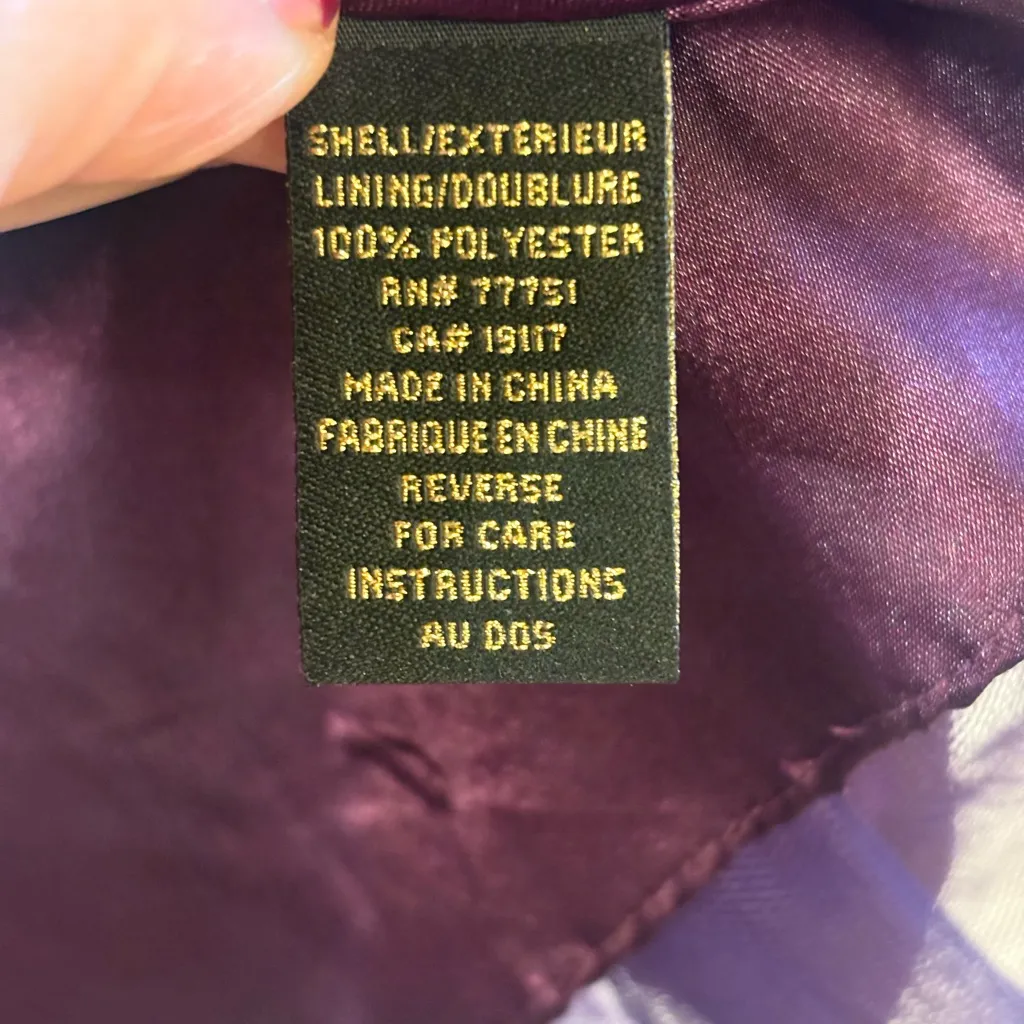 SHELL/EXTÉRIEUR
LINING/DOUBLURE
100% POLYESTER
RN# 77751
CA# 19117
MADE IN CHINA
FABRIQUE EN CHINE
REVERSE
FOR CARE
INSTRUCTIONS
AU DOS